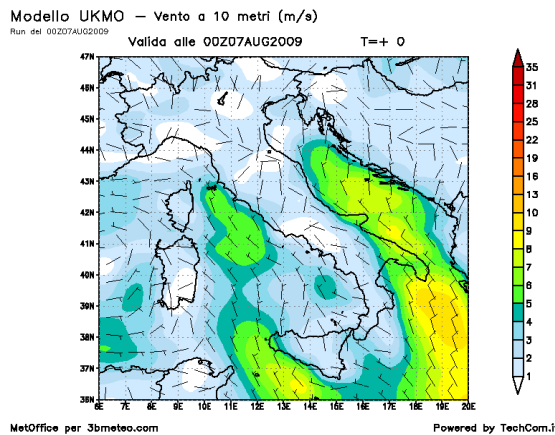 Modello UKMO – Vento a 10 metri (m/s)
Run del 00Z07AUG2009
Valida alle 00Z07AUG2009 T=+ 0
47N
46N
45N
44N
43N
42N
41N
40N
39N
38N
37N
36N
6E 7E 8E 9E 10E 11E 12E 13E 14E 15E 16E 17E 18E 19E 20E
35
31
28
25
22
19
16
13
10
9
8
7
6
5
4
3
2
1
MetOffice per 3bmeteo.com Powered by TechCom.i